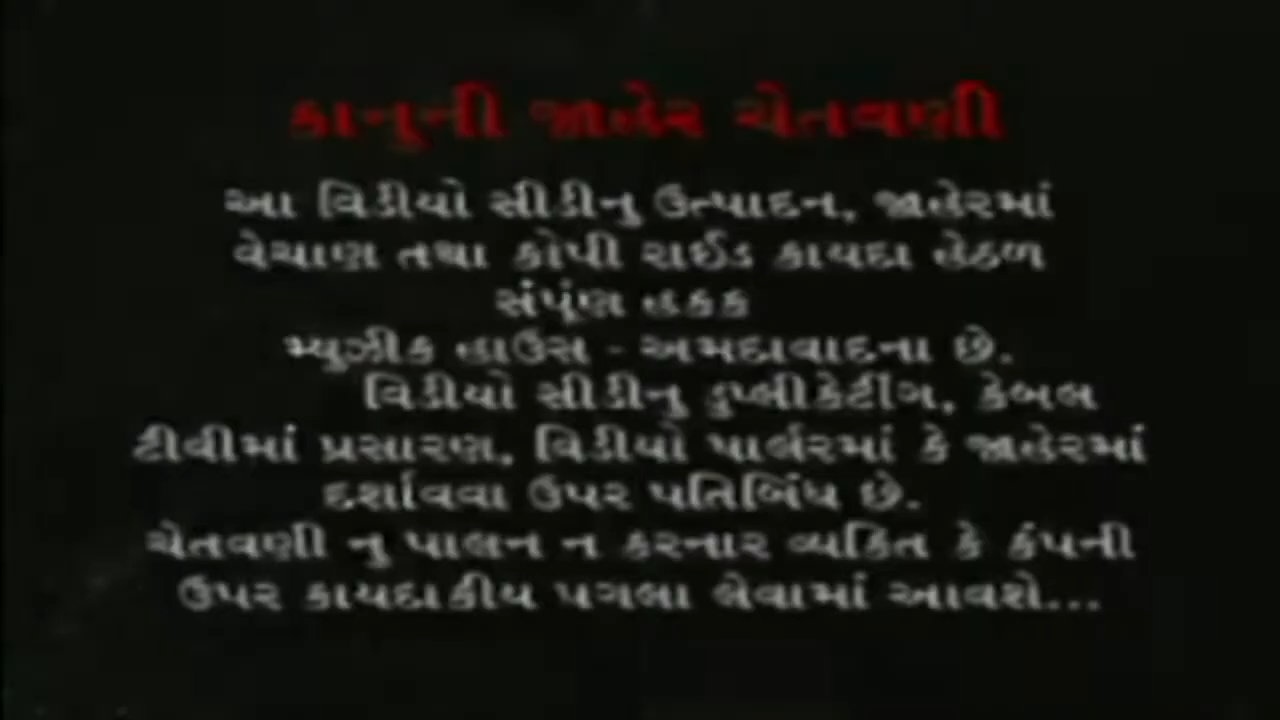 કાનુની જાહેર ચેતવણી
આ વિડીયો સીડીનુ ઉત્પાદન, જાહેરમાં
વેચાણ તથા કોપી રાઈડ કાયદા હેઠળ
સંપૂંણ હકક
મ્યુઝીક હાઉસ - અમદાવાદના છે.
વિડીયો સીડીનુ ડુપ્લીકેટીંગ, કેબલ
ટીવીમાં પ્રસારણ, વિડીયો પાર્લરમાં કે જાહેરમાં
દર્શાવવા ઉપર પતિબિંધ છે.
ચેતવણી નુ પાલન ન કરનાર વ્યકિત કે કંપની
ઉપર કાયદાકીય પગલા લેવામાં આવશે...